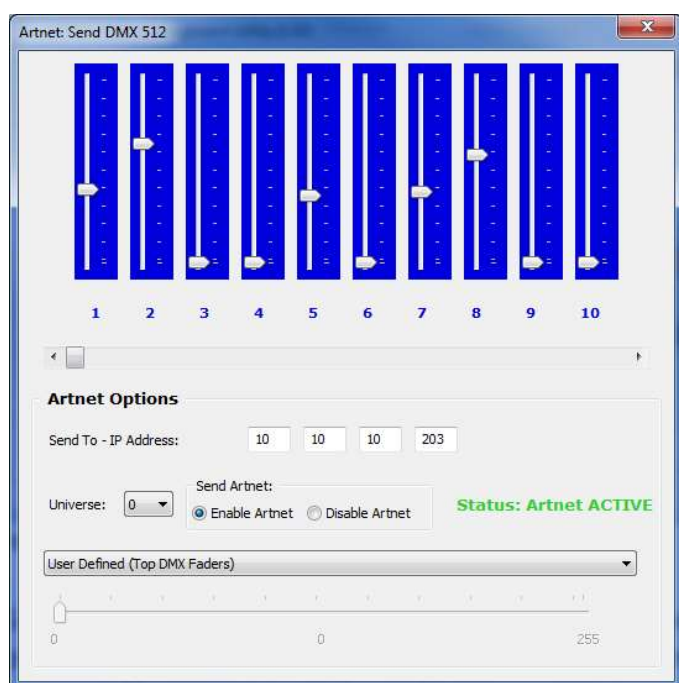 Artnet: Send DMX 512
1 2 3 4 5 6 7 8 9 10
Artnet Options
Send To - IP Address: 10 10 10 203
Send Artnet:
Universe: 0 Enable Artnet Disable Artnet Status: Artnet ACTIVE
User Defined (Top DMX Faders)
0 0 255